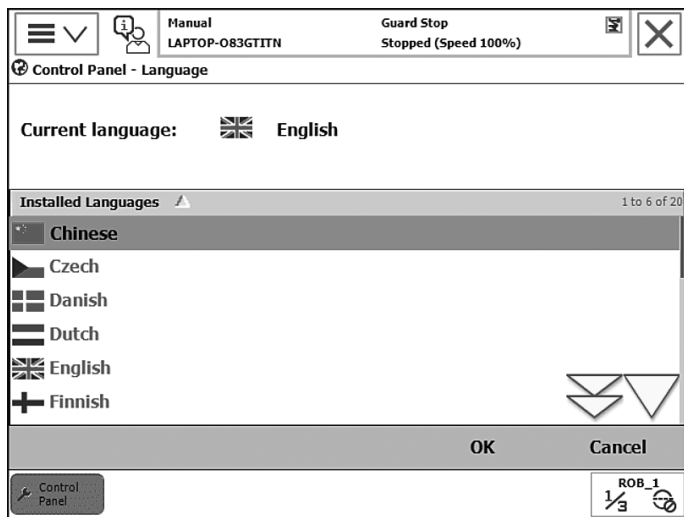 Manual
LAPTOP-O83GTITN
Guard Stop
Stopped (Speed 100%)
Control Panel - Language
Current language: English
Installed Languages 1 to 6 of 20
Chinese
Czech
Danish
Dutch
English
Finnish
OK Cancel
Control
Panel
ROB_1
1/3